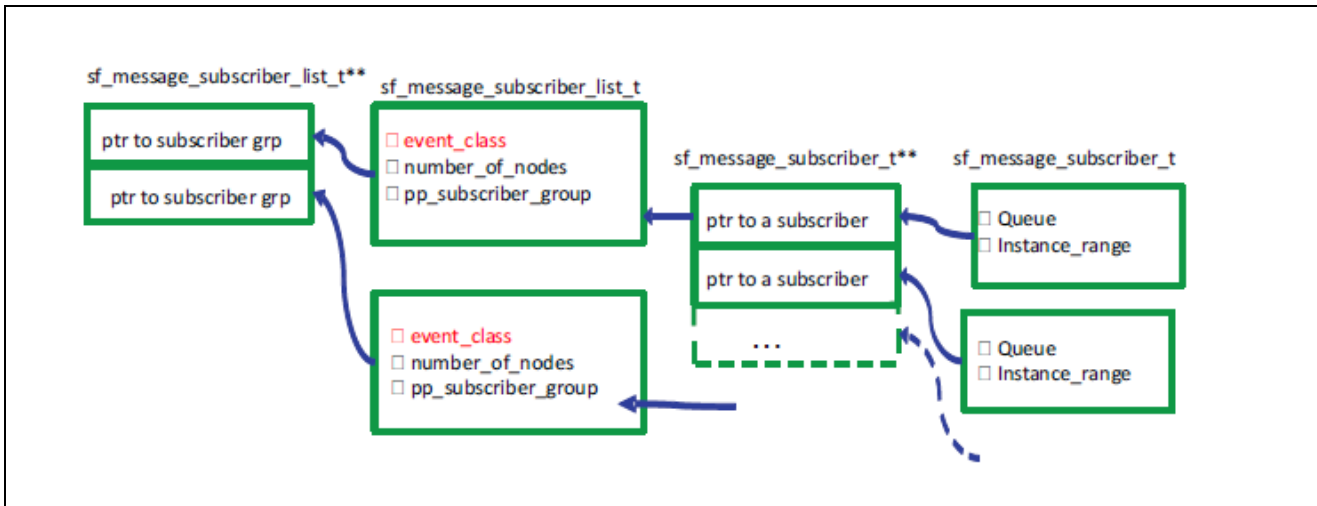 sf_message_subscriber_list_t**
ptr to subscriber grp
ptr to subscriber grp
sf_message_subscriber_list_t
event_class
number_of_nodes
pp_subscriber_group
event_class
number_of_nodes
pp_subscriber_group
sf_message_subscriber_t**
ptr to a subscriber
ptr to a subscriber
...
sf_message_subscriber_t
Queue
Instance_range
Queue
Instance_range